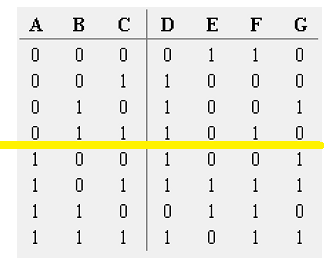 A B C D E F G
0 0 0 0 1 1 0
0 0 1 1 0 0 0
0 1 0 1 0 0 1
0 1 1 1 0 1 0
1 0 0 1 0 0 1
1 0 1 1 1 1 1
1 1 0 0 1 1 0
1 1 1 1 0 1 1